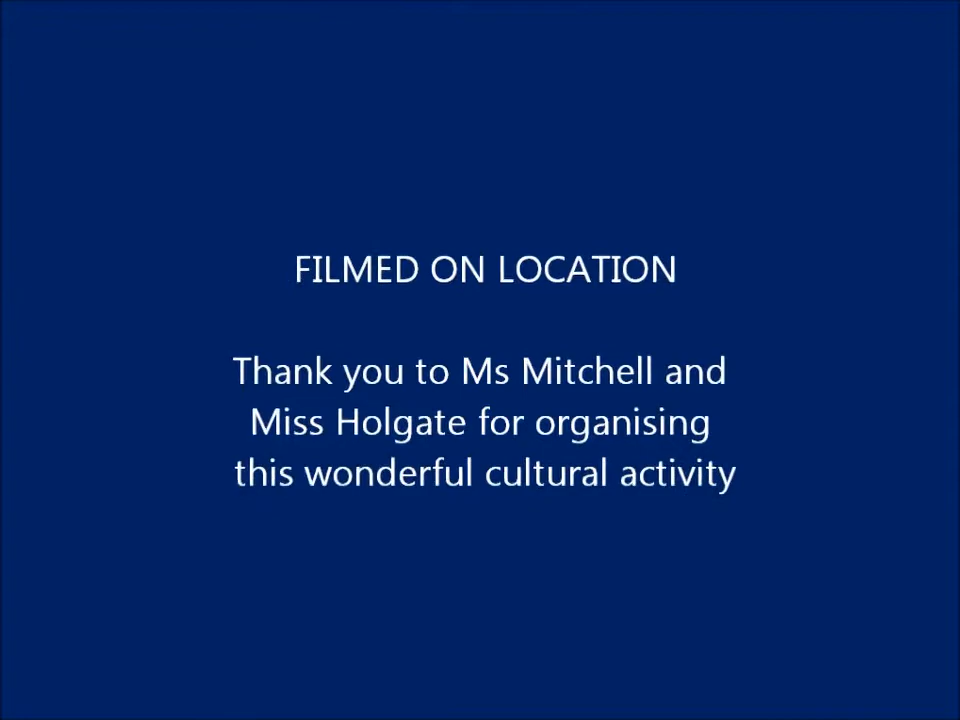 FILMED ON LOCATION
Thank you to Ms Mitchell and
Miss Holgate for organising
this wonderful cultural activity